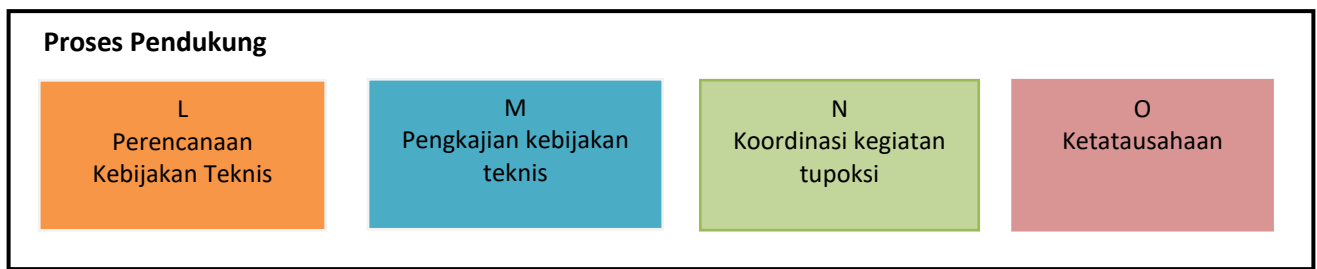 Proses Pendukung
L
Perencanaan
Kebijakan Teknis
M
Pengkajian kebijakan
teknis
N
Koordinasi kegiatan
tupoksi
O
Ketatausahaan